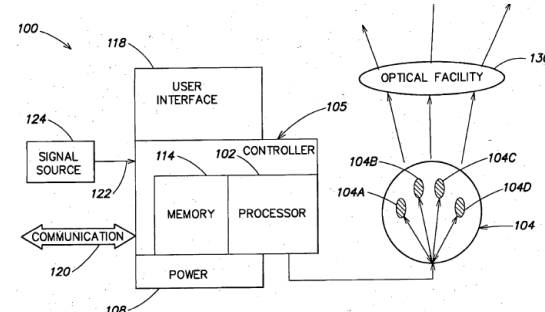 100
118
USER
INTERFACE
OPTICAL FACILITY
124
105
SIGNAL
SOURCE
122
114
102
CONTROLLER
MEMORY
PROCESSOR
104B
104C
104A
104D
104
COMMUNICATION
120
POWER
108